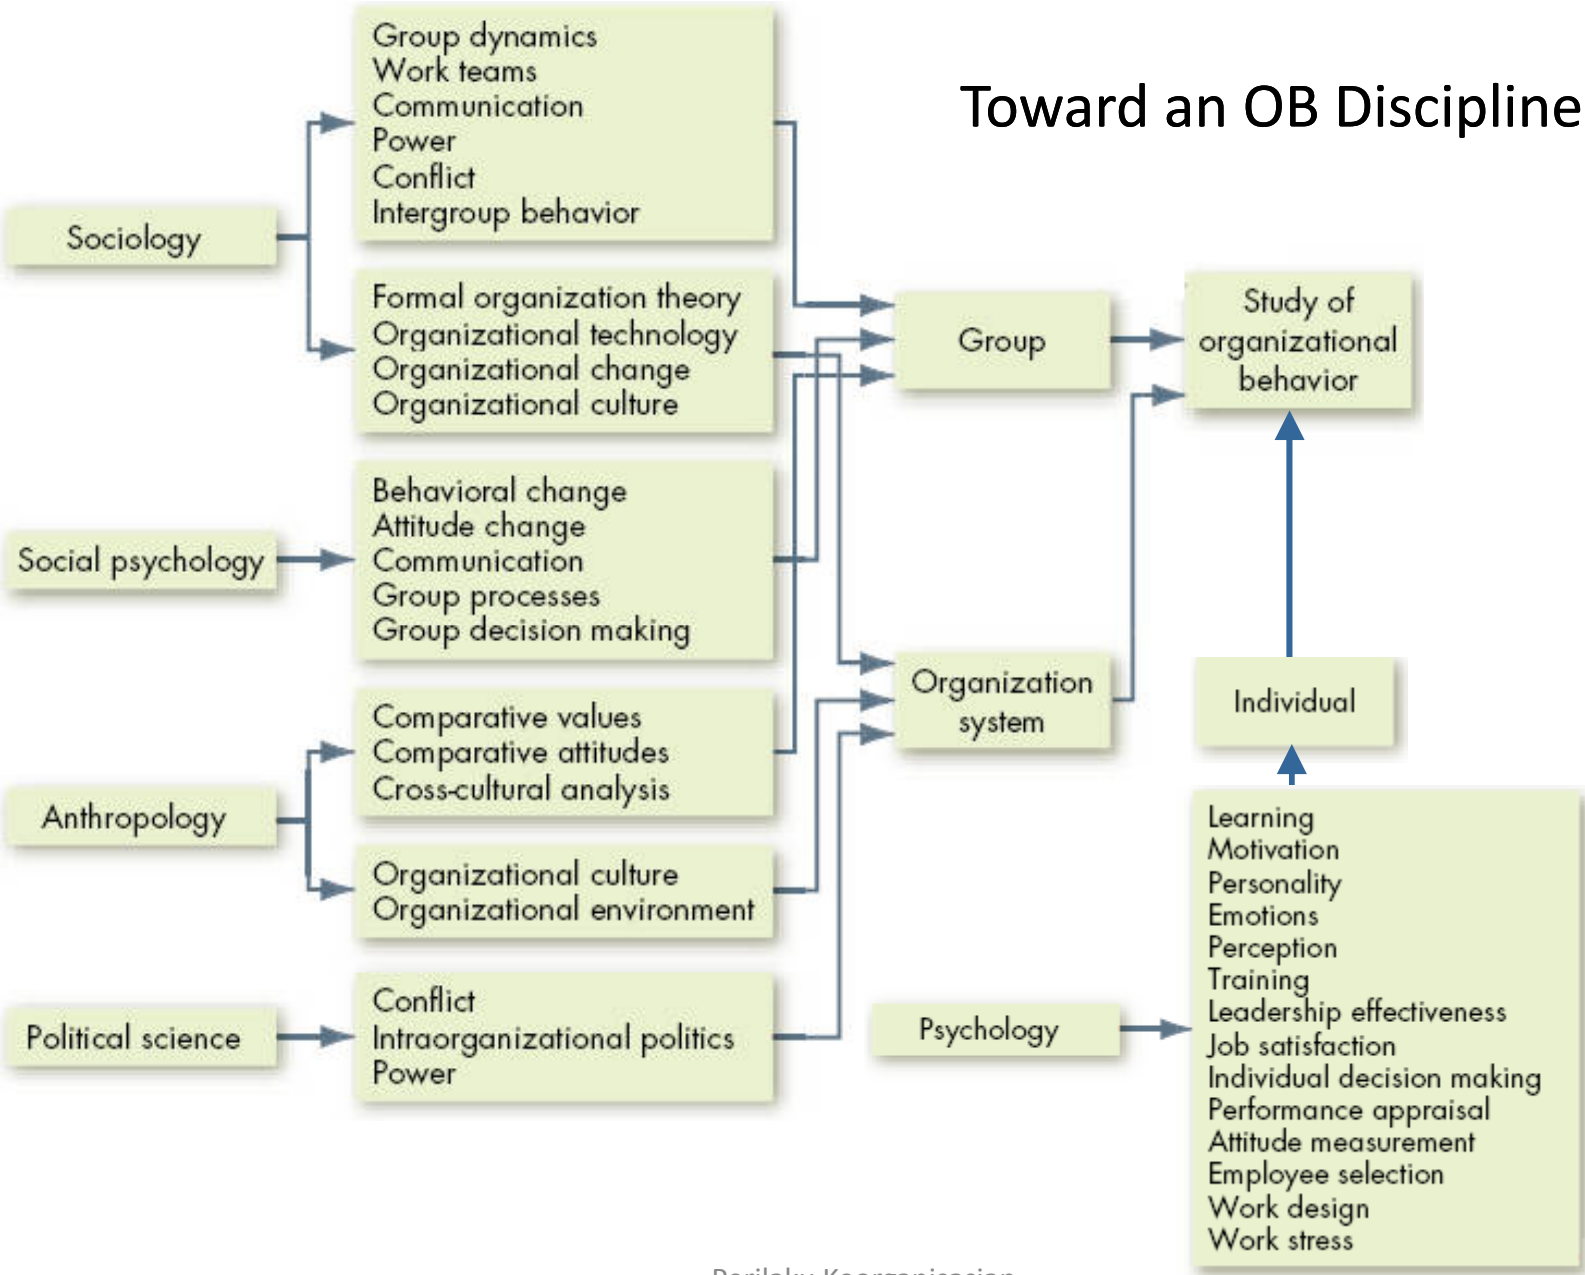 Toward an OB Discipline
Sociology
Group dynamics
Work teams
Communication
Power
Conflict
Intergroup behavior
Formal organization theory
Organizational technology
Organizational change
Organizational culture
Social psychology
Behavioral change
Attitude change
Communication
Group processes
Group decision making
Anthropology
Comparative values
Comparative attitudes
Cross-cultural analysis
Organizational culture
Organizational environment
Political science
Conflict
Intraorganizational politics
Power
Group
Organization
system
Study of
organizational
behavior
Individual
Psychology
Learning
Motivation
Personality
Emotions
Perception
Training
Leadership effectiveness
Job satisfaction
Individual decision making
Performance appraisal
Attitude measurement
Employee selection
Work design
Work stress